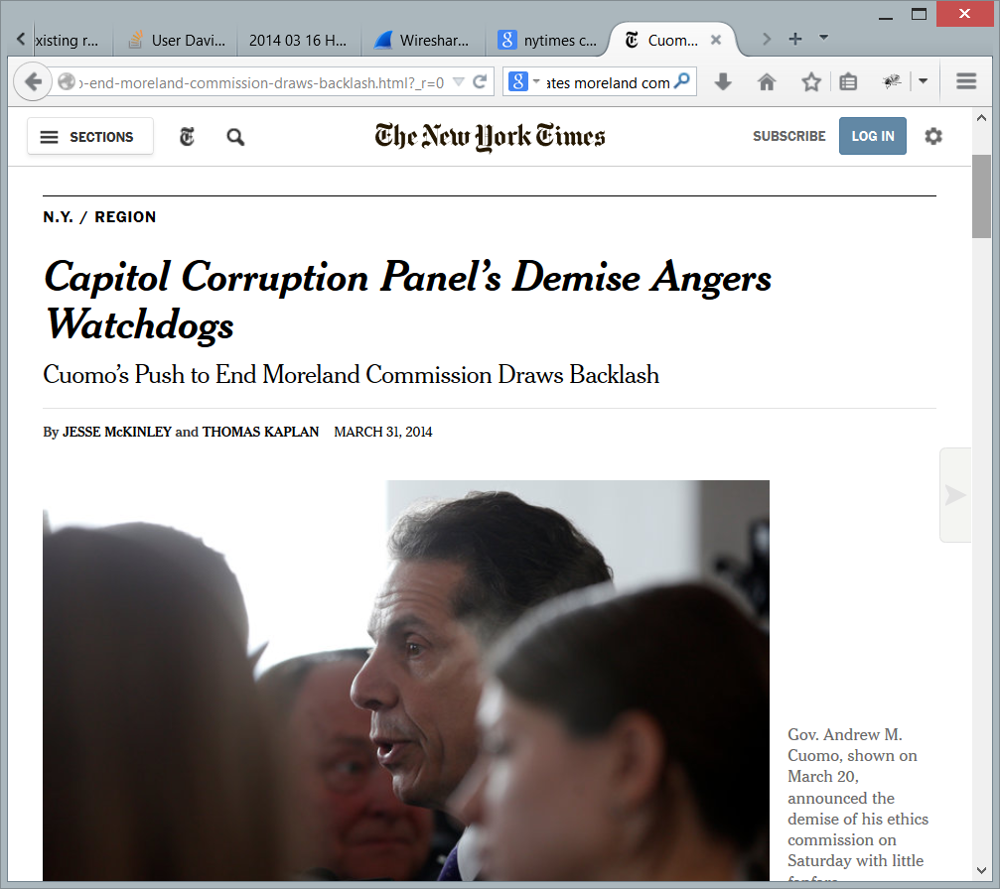 xisting r...
User Davi...
2014 03 16 H...
Wireshar...
nytimes c...
Cuom...
-end-moreland-commission-draws-backlash.html?_r=0
ates moreland com
SECTIONS
The New York Times
SUBSCRIBE
LOG IN
N.Y. / REGION
Capitol Corruption Panel’s Demise Angers
Watchdogs
Cuomo’s Push to End Moreland Commission Draws Backlash
By JESSE McKINLEY and THOMAS KAPLAN MARCH 31, 2014
Gov. Andrew M.
Cuomo, shown on
March 20,
announced the
demise of his ethics
commission on
Saturday with little